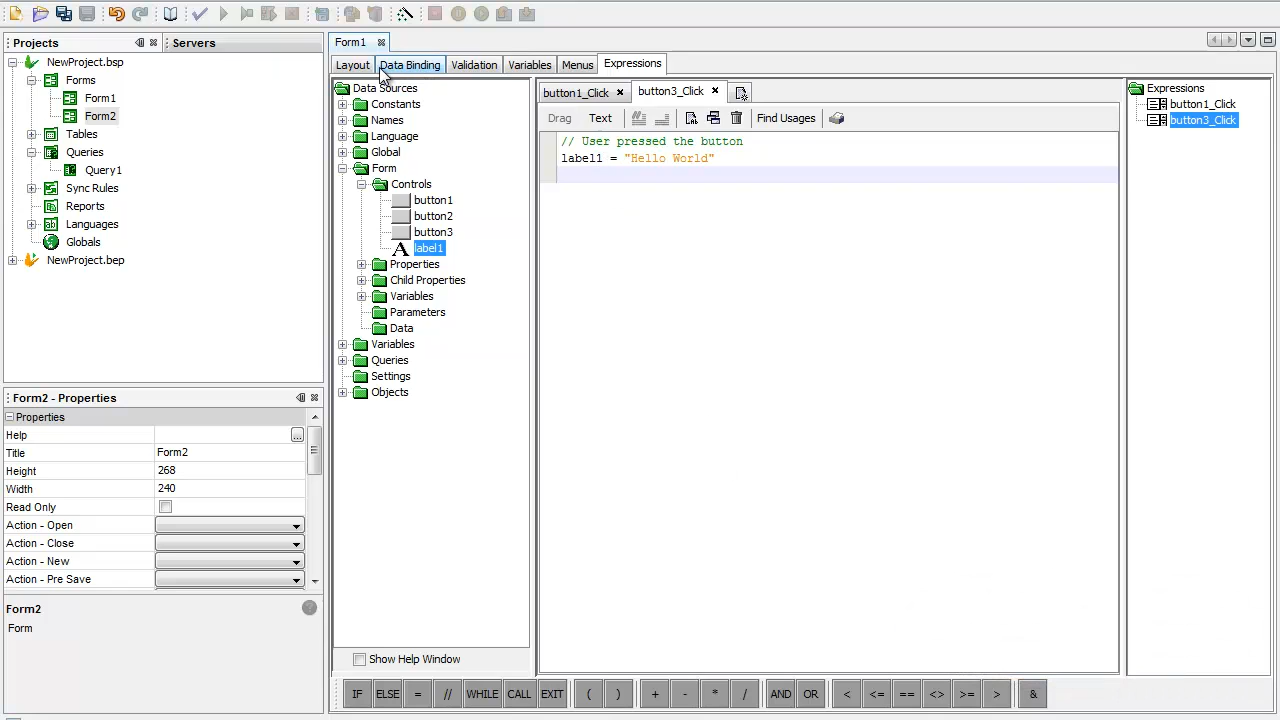 Projects
Servers
NewProject.bsp
Forms
Form1
Form2
Tables
Queries
Query1
Sync Rules
Reports
Languages
Globals
NewProject.bep
Form2 - Properties
Properties
Help
...
Title Form2
Height 268
Width 240
Read Only
Action - Open
Action - Close
Action - New
Action - Pre Save
Form2
?
Form
Form1
Layout Data Binding Validation Variables Menus Expressions
Data Sources
Constants
Names
Language
Global
Form
Controls
button1
button2
button3
A label1
Properties
Child Properties
Variables
Parameters
Data
Variables
Queries
Settings
Objects
Show Help Window
button1_Click button3_Click
Drag Text Find Usages
// User pressed the button
label1 = "Hello World"
Expressions
button1_Click
button3_Click
IF ELSE = // WHILE CALL EXIT ( ) + - * / AND OR < <= == <> >= > &